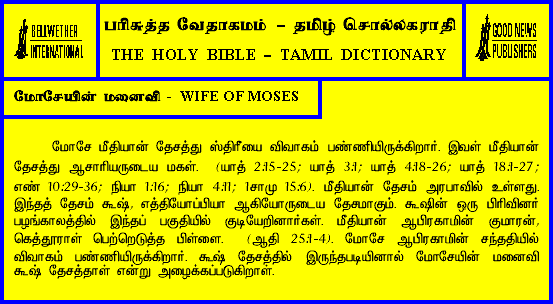 BELLWETHER
INTERNATIONAL
பரிசுத்த வேதாகமம் – தமிழ் சொல்லகராதி
THE HOLY BIBLE – TAMIL DICTIONARY
GOOD NEWS
PUBLISHERS
மோசேயின் மனைவி - WIFE OF MOSES
மோசே மீதியான் தேசத்து ஸ்திரீயை விவாகம் பண்ணியிருக்கிறார். இவள் மீதியான்
தேசத்து ஆசாரியருடைய மகள். (யாத் 2:15-25; யாத் 3:1; யாத் 4:18-26; யாத் 18:1-27;
எண் 10:29-36; நியா 1:16; நியா 4:11; 1சாமு 15:6). மீதியான் தேசம் அரபாவில் உள்ளது.
இந்தத் தேசம் கூஷ், எத்தியோப்பியா ஆகியோருடைய தேசமாகும். கூஷின் ஒரு பிரிவினர்
பழங்காலத்தில் இந்தப் பகுதியில் குடியேறினார்கள். மீதியான் ஆபிரகாமின் குமாரன்,
கெத்தூராள் பெற்றெடுத்த பிள்ளை. (ஆதி 25:1-4). மோசே ஆபிரகாமின் சந்ததியில்
விவாகம் பண்ணியிருக்கிறார். கூஷ் தேசத்தில் இருந்தபடியினால் மோசேயின் மனைவி
கூஷ் தேசத்தாள் என்று அழைக்கப்படுகிறாள்.